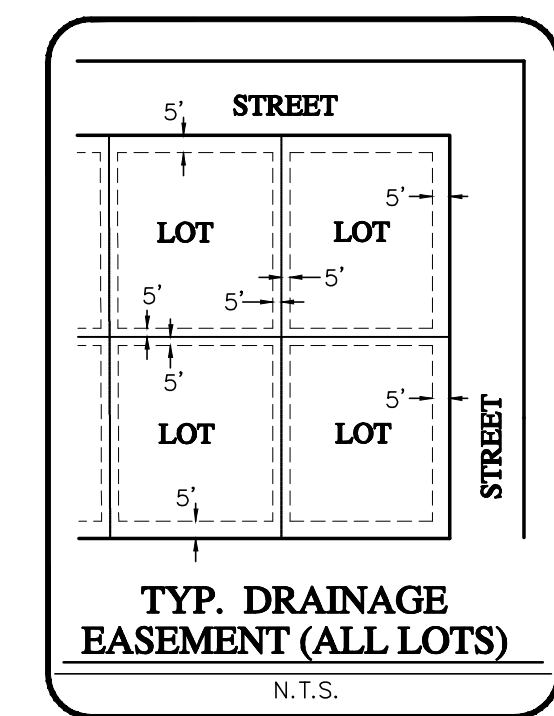 5'
STREET
5'
LOT
LOT
5'
5'
5'
5'
5'
LOT
LOT
STREET
5'
TYP. DRAINAGE
EASEMENT (ALL LOTS)
N.T.S.